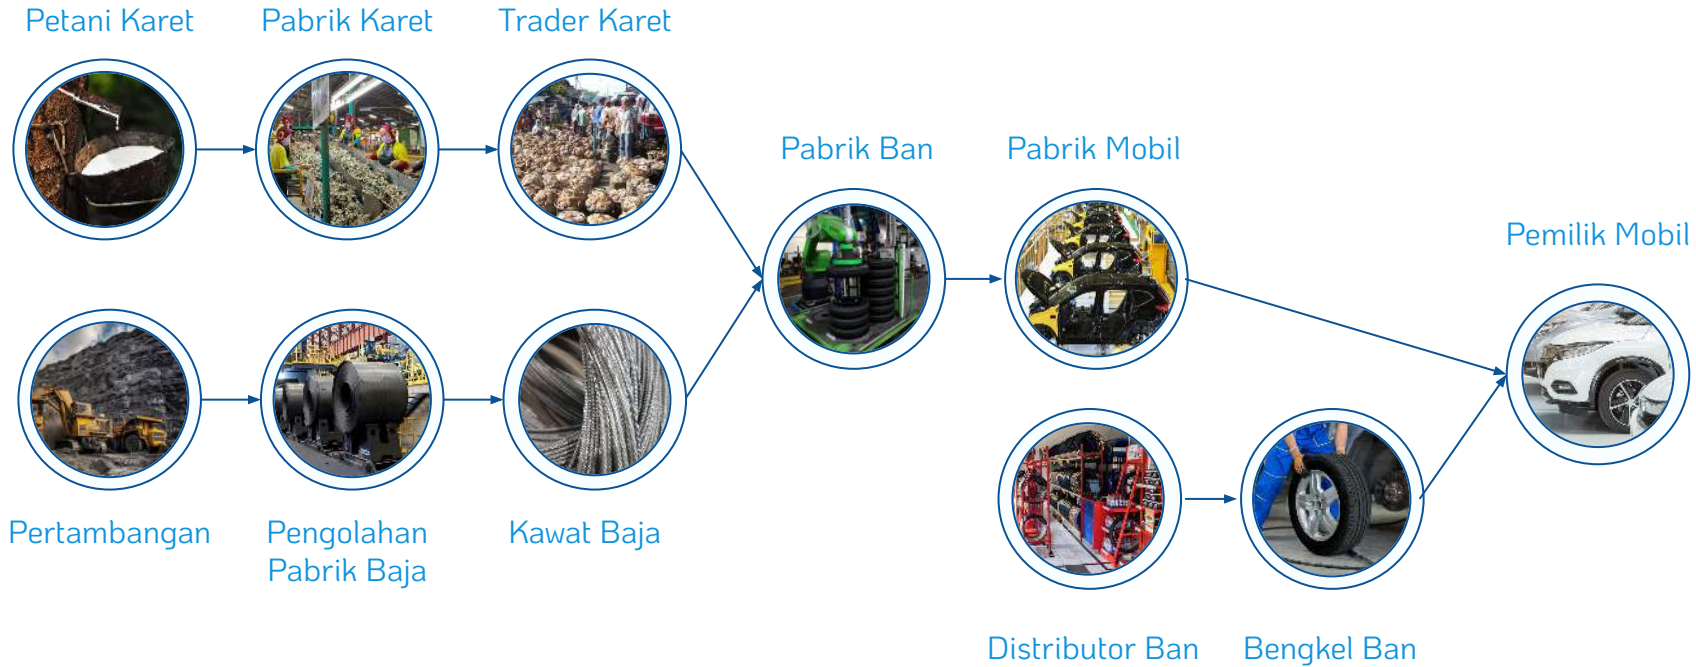 Petani Karet
Pabrik Karet
Trader Karet
Pabrik Ban
Pabrik Mobil
Pemilik Mobil
Pertambangan
Pengolahan
Pabrik Baja
Kawat Baja
Distributor Ban
Bengkel Ban